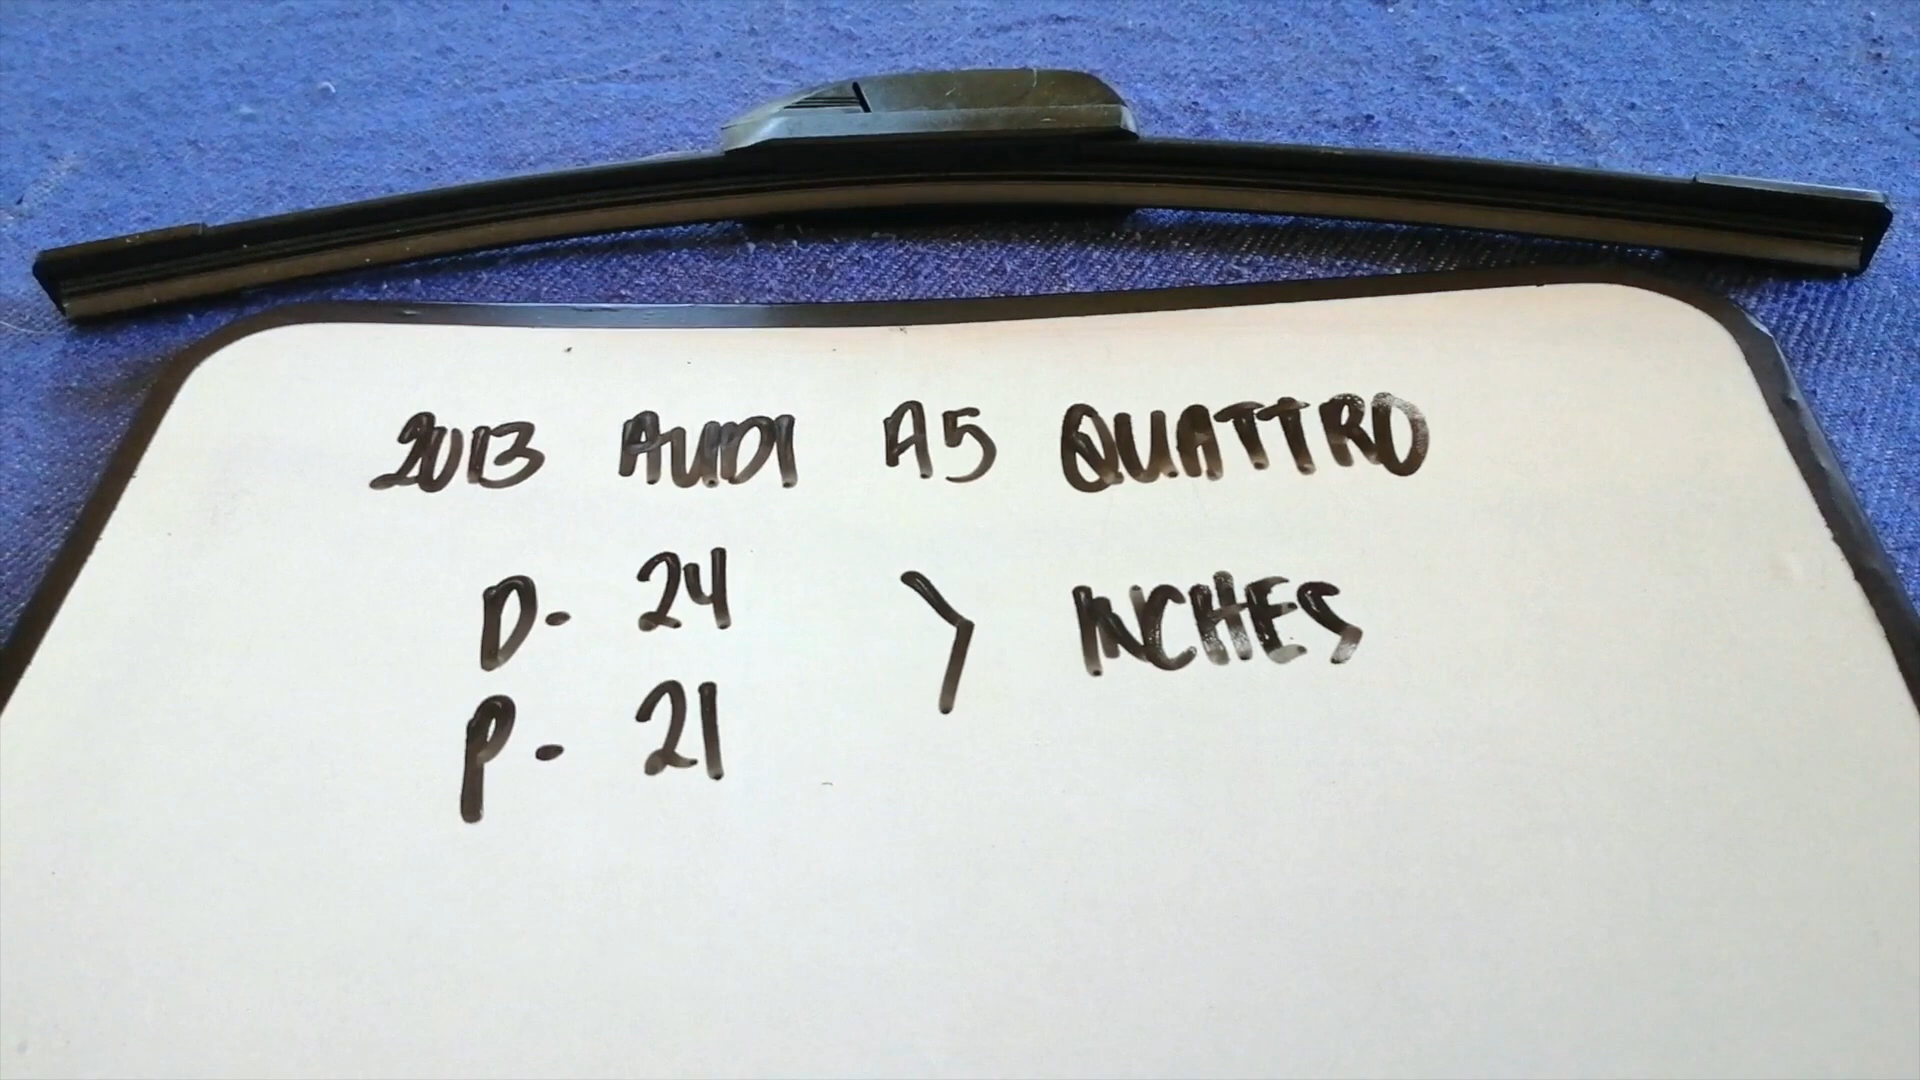 2013 AUDI A5 QUATTRO
D- 24 } INCHES
P- 21